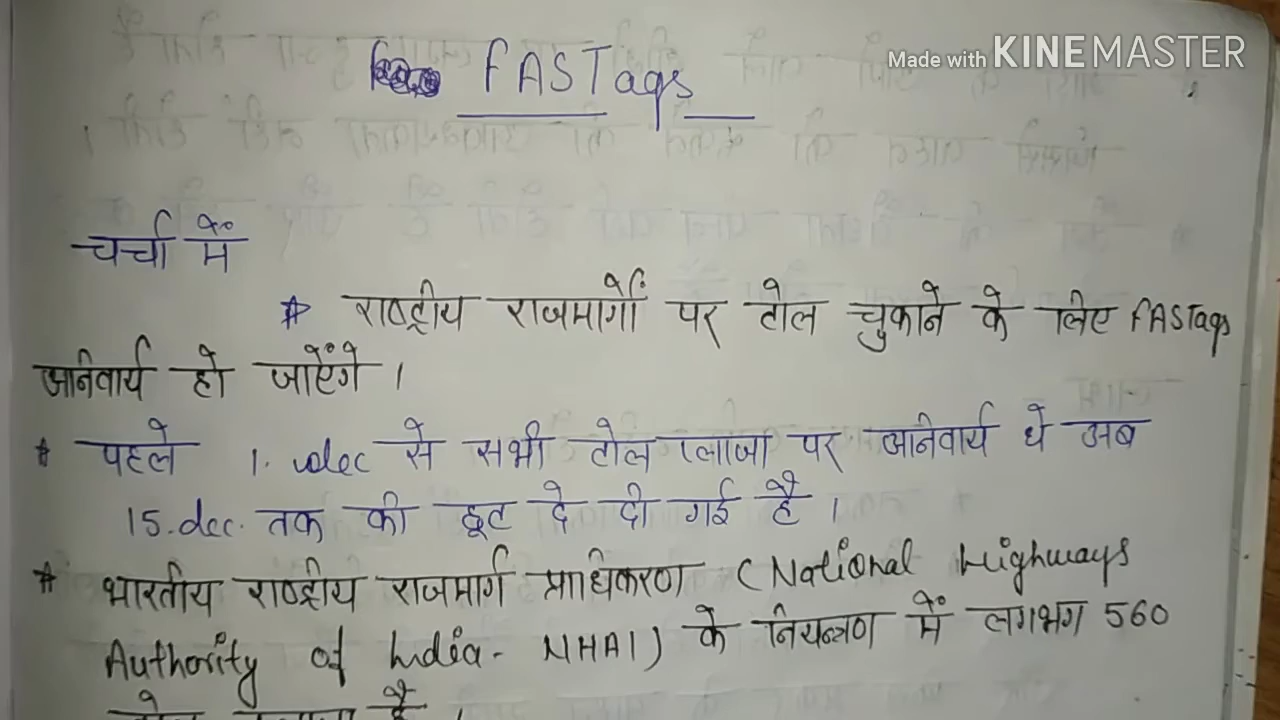 Made with KINEMASTER
FASTags
चर्चा में
* राष्ट्रीय राजमार्गों पर टोल चुकाने के लिए FASTags
अनिवार्य हो जाएंगे ।
* पहले 1. dec से सभी टोल प्लाजा पर अनिवार्य थे अब
15.dec. तक की छूट दे दी गई है ।
* भारतीय राष्ट्रीय राजमार्ग प्राधिकरण (National Highways
Authority of India - NHAI) के नियन्त्रण में लगभग 560
टोल प्लाजा हैं ।